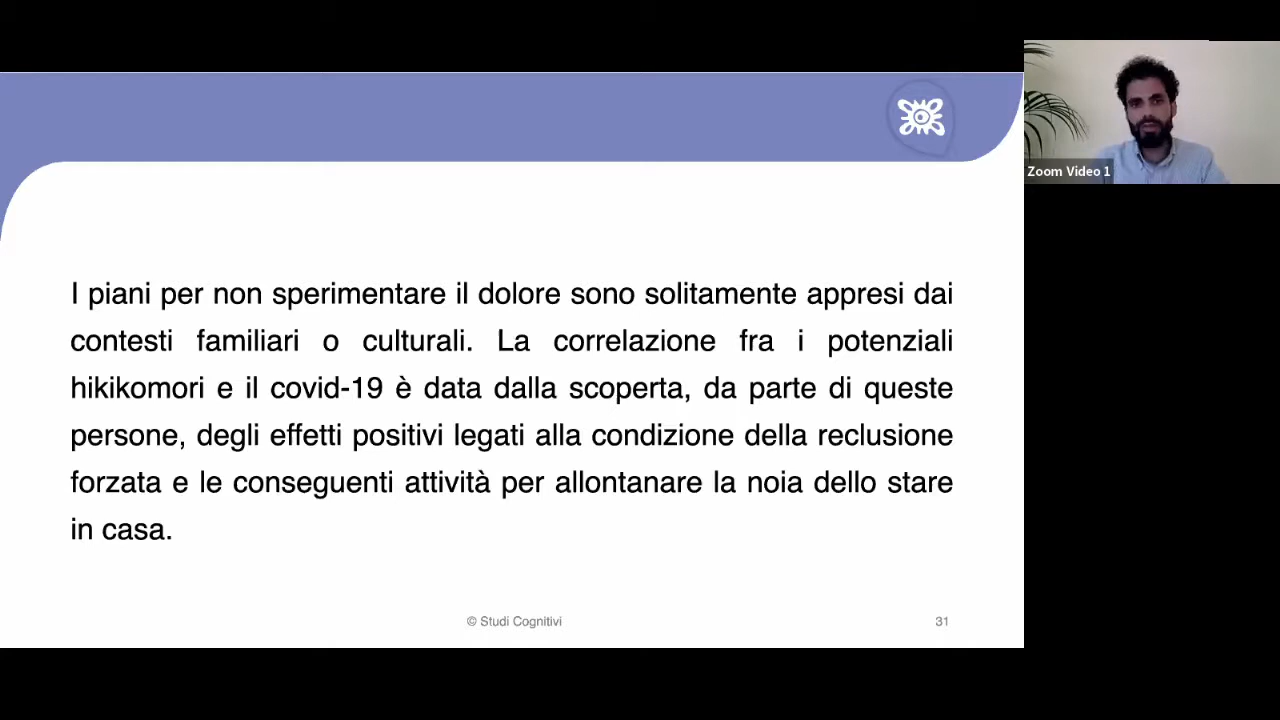 I piani per non sperimentare il dolore sono solitamente appresi dai
contesti familiari o culturali. La correlazione fra i potenziali
hikikomori e il covid-19 è data dalla scoperta, da parte di queste
persone, degli effetti positivi legati alla condizione della reclusione
forzata e le conseguenti attività per allontanare la noia dello stare
in casa.
© Studi Cognitivi
31
Zoom Video 1